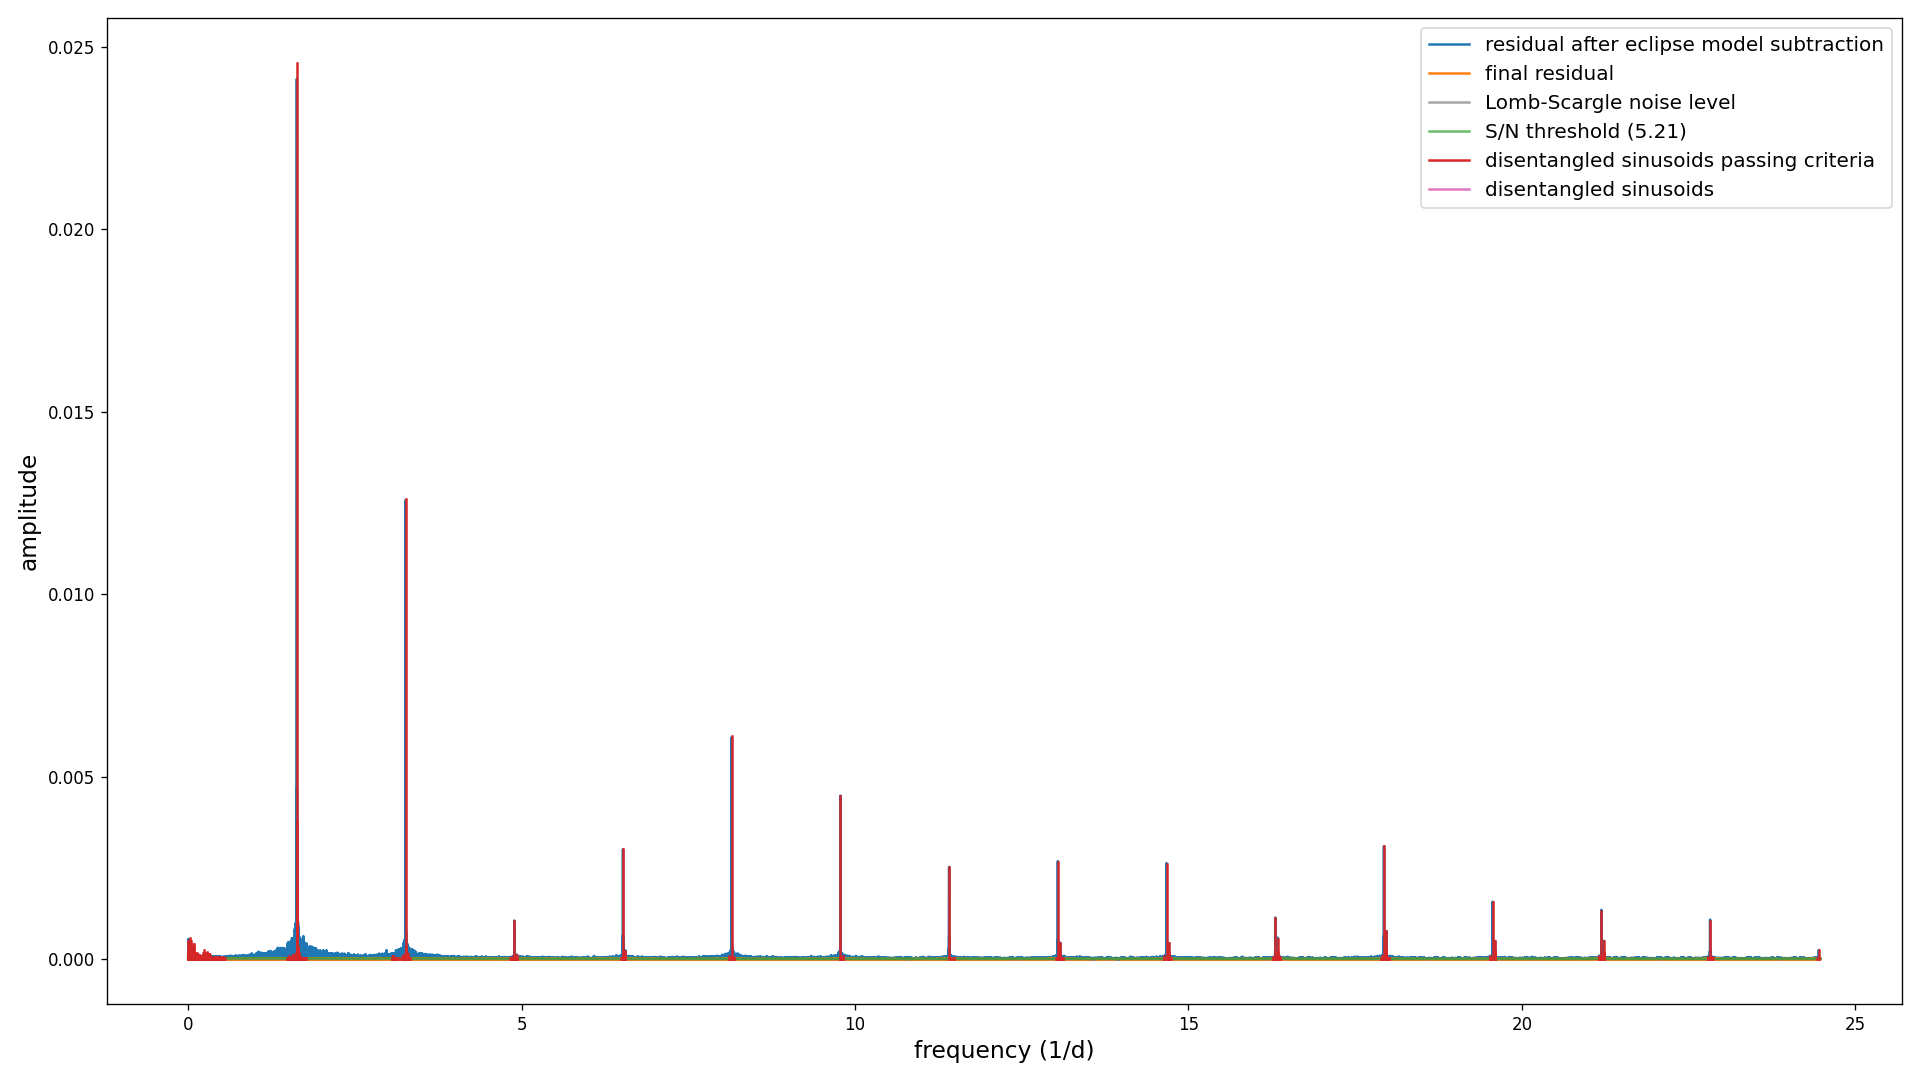 0.025
0.020
0.015
0.010
0.005
0.000
amplitude
0
5
10
15
20
25
frequency (1/d)
residual after eclipse model subtraction
final residual
Lomb-Scargle noise level
S/N threshold (5.21)
disentangled sinusoids passing criteria
disentangled sinusoids